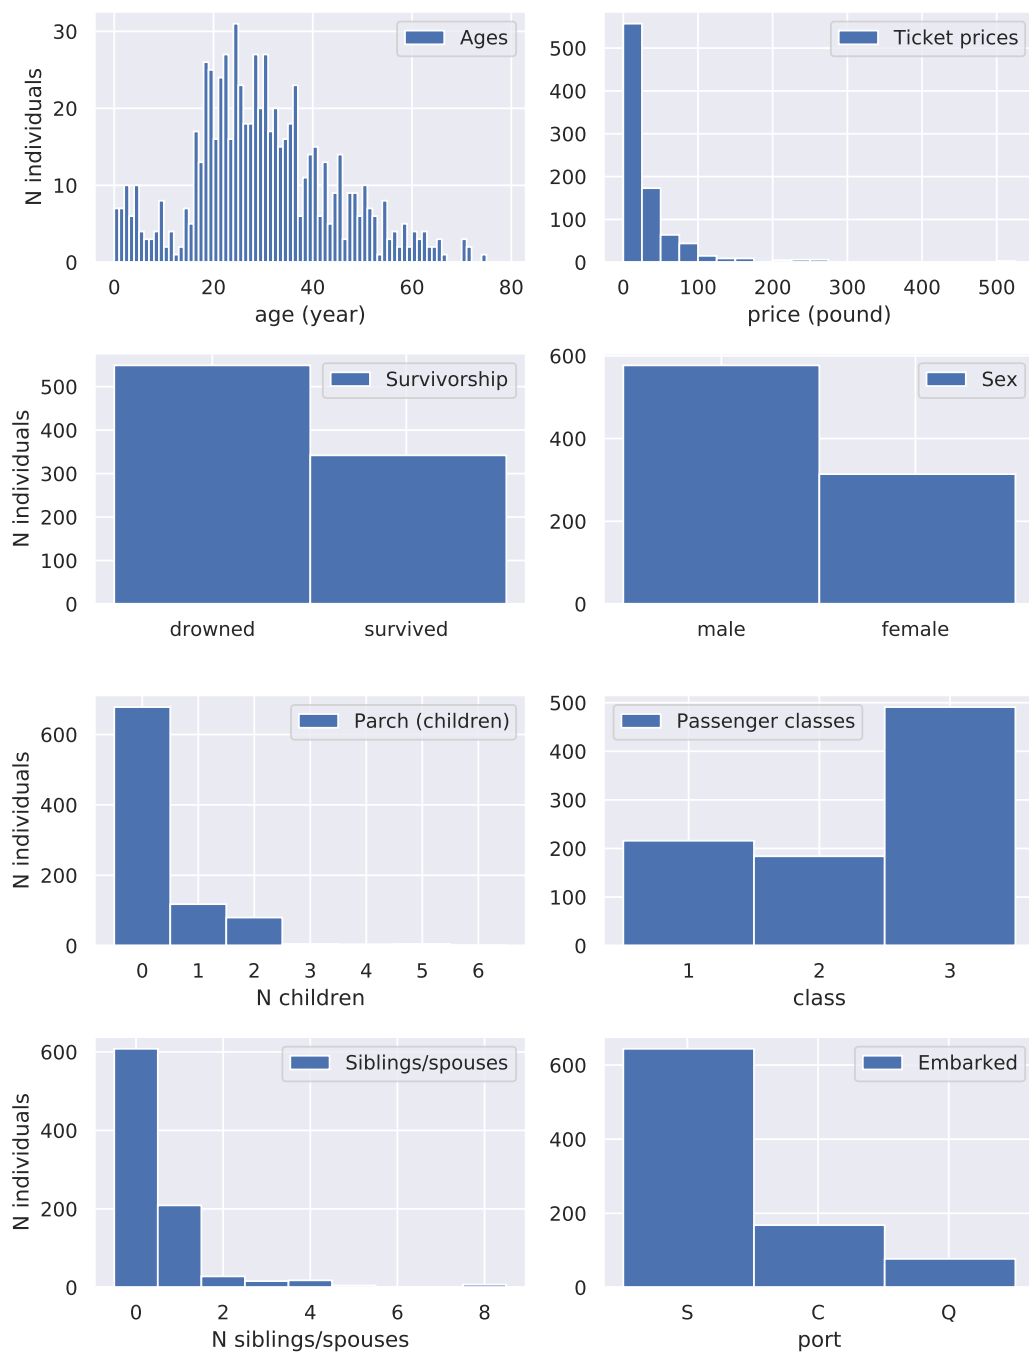 Ages
N individuals
30
20
10
0
0 20 40 60 80
age (year)
Ticket prices
500
400
300
200
100
0
0 100 200 300 400 500
price (pound)
Survivorship
N individuals
500
400
300
200
100
0
drowned survived
Sex
600
400
200
0
male female
Parch (children)
N individuals
600
400
200
0
0 1 2 3 4 5 6
N children
Passenger classes
500
400
300
200
100
0
1 2 3
class
Siblings/spouses
N individuals
600
400
200
0
0 2 4 6 8
N siblings/spouses
Embarked
600
400
200
0
S C Q
port